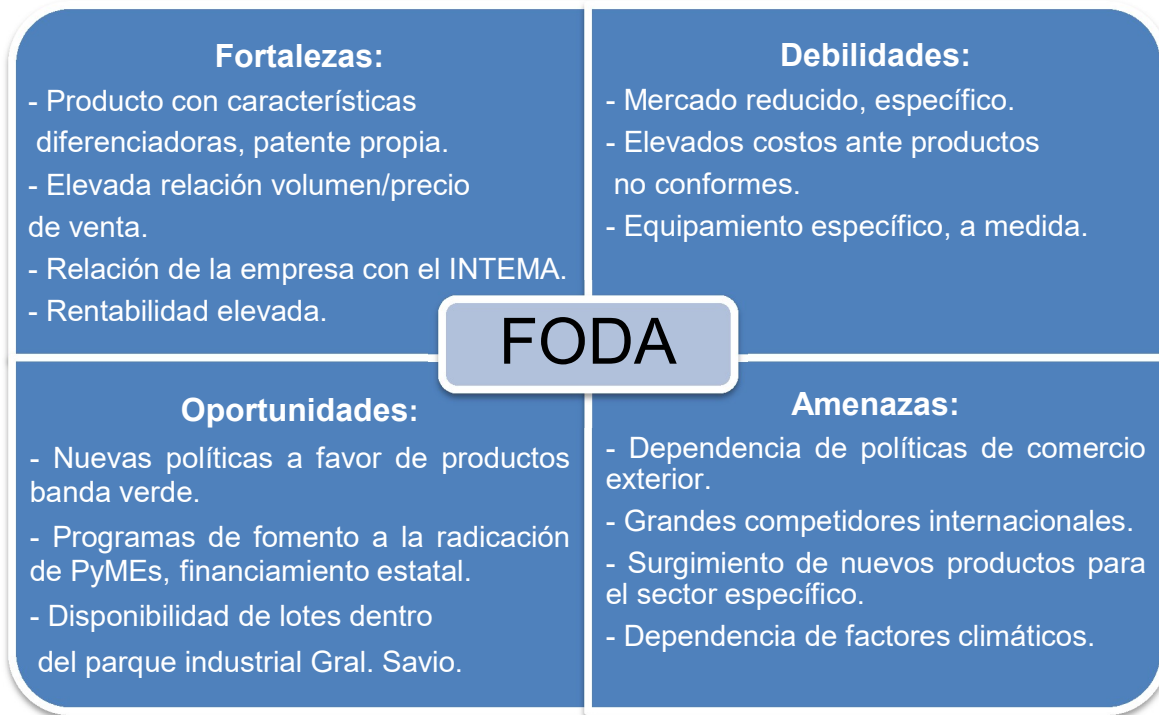 Fortalezas:
- Producto con características
diferenciadoras, patente propia.
- Elevada relación volumen/precio
de venta.
- Relación de la empresa con el INTEMA.
- Rentabilidad elevada.
Debilidades:
- Mercado reducido, específico.
- Elevados costos ante productos
no conformes.
- Equipamiento específico, a medida.
FODA
Oportunidades:
- Nuevas políticas a favor de productos
banda verde.
- Programas de fomento a la radicación
de PyMEs, financiamiento estatal.
- Disponibilidad de lotes dentro
del parque industrial Gral. Savio.
Amenazas:
- Dependencia de políticas de comercio
exterior.
- Grandes competidores internacionales.
- Surgimiento de nuevos productos para
el sector específico.
- Dependencia de factores climáticos.